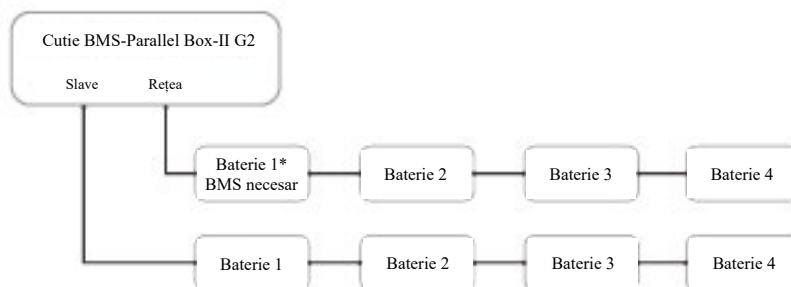 Cutie BMS-Parallel Box-II G2
Slave Rețea
Baterie 1*
BMS necesar
Baterie 2
Baterie 3
Baterie 4
Baterie 1
Baterie 2
Baterie 3
Baterie 4